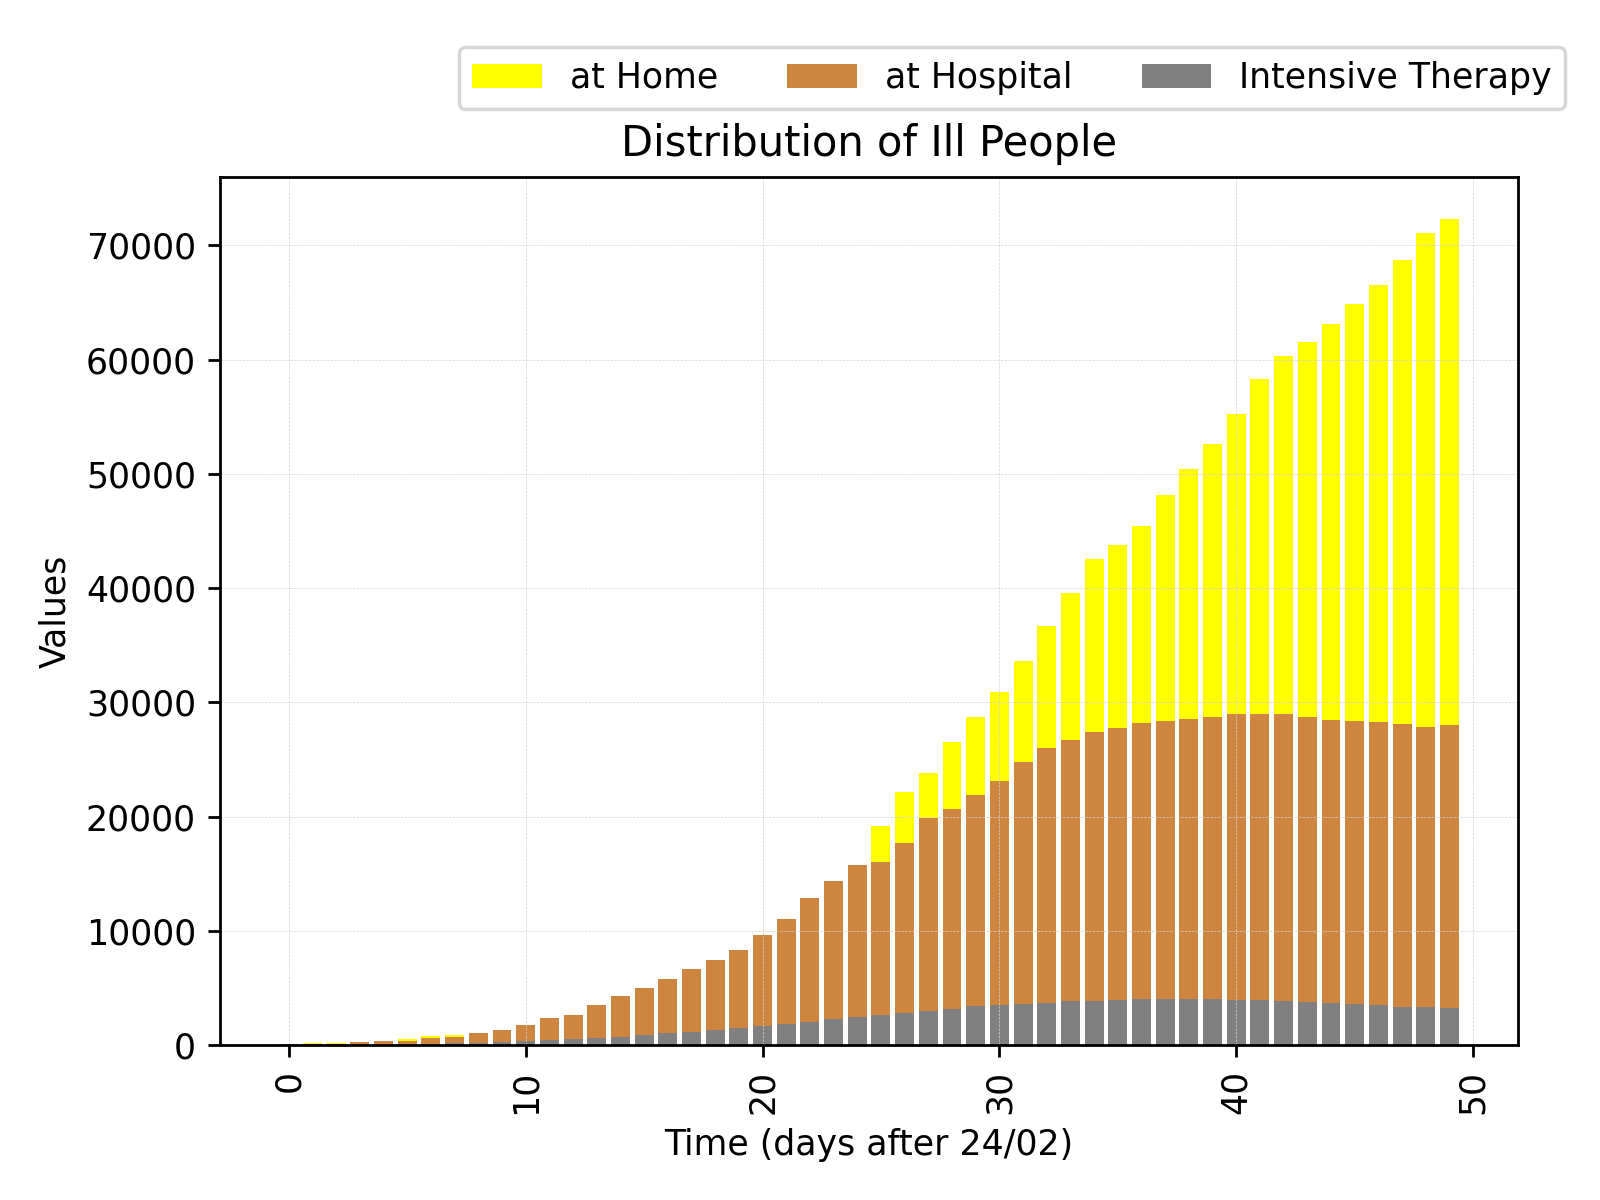 at Home at Hospital Intensive Therapy
Distribution of Ill People
70000
60000
50000
40000
30000
20000
10000
0
Values
0 10 20 30 40 50
Time (days after 24/02)